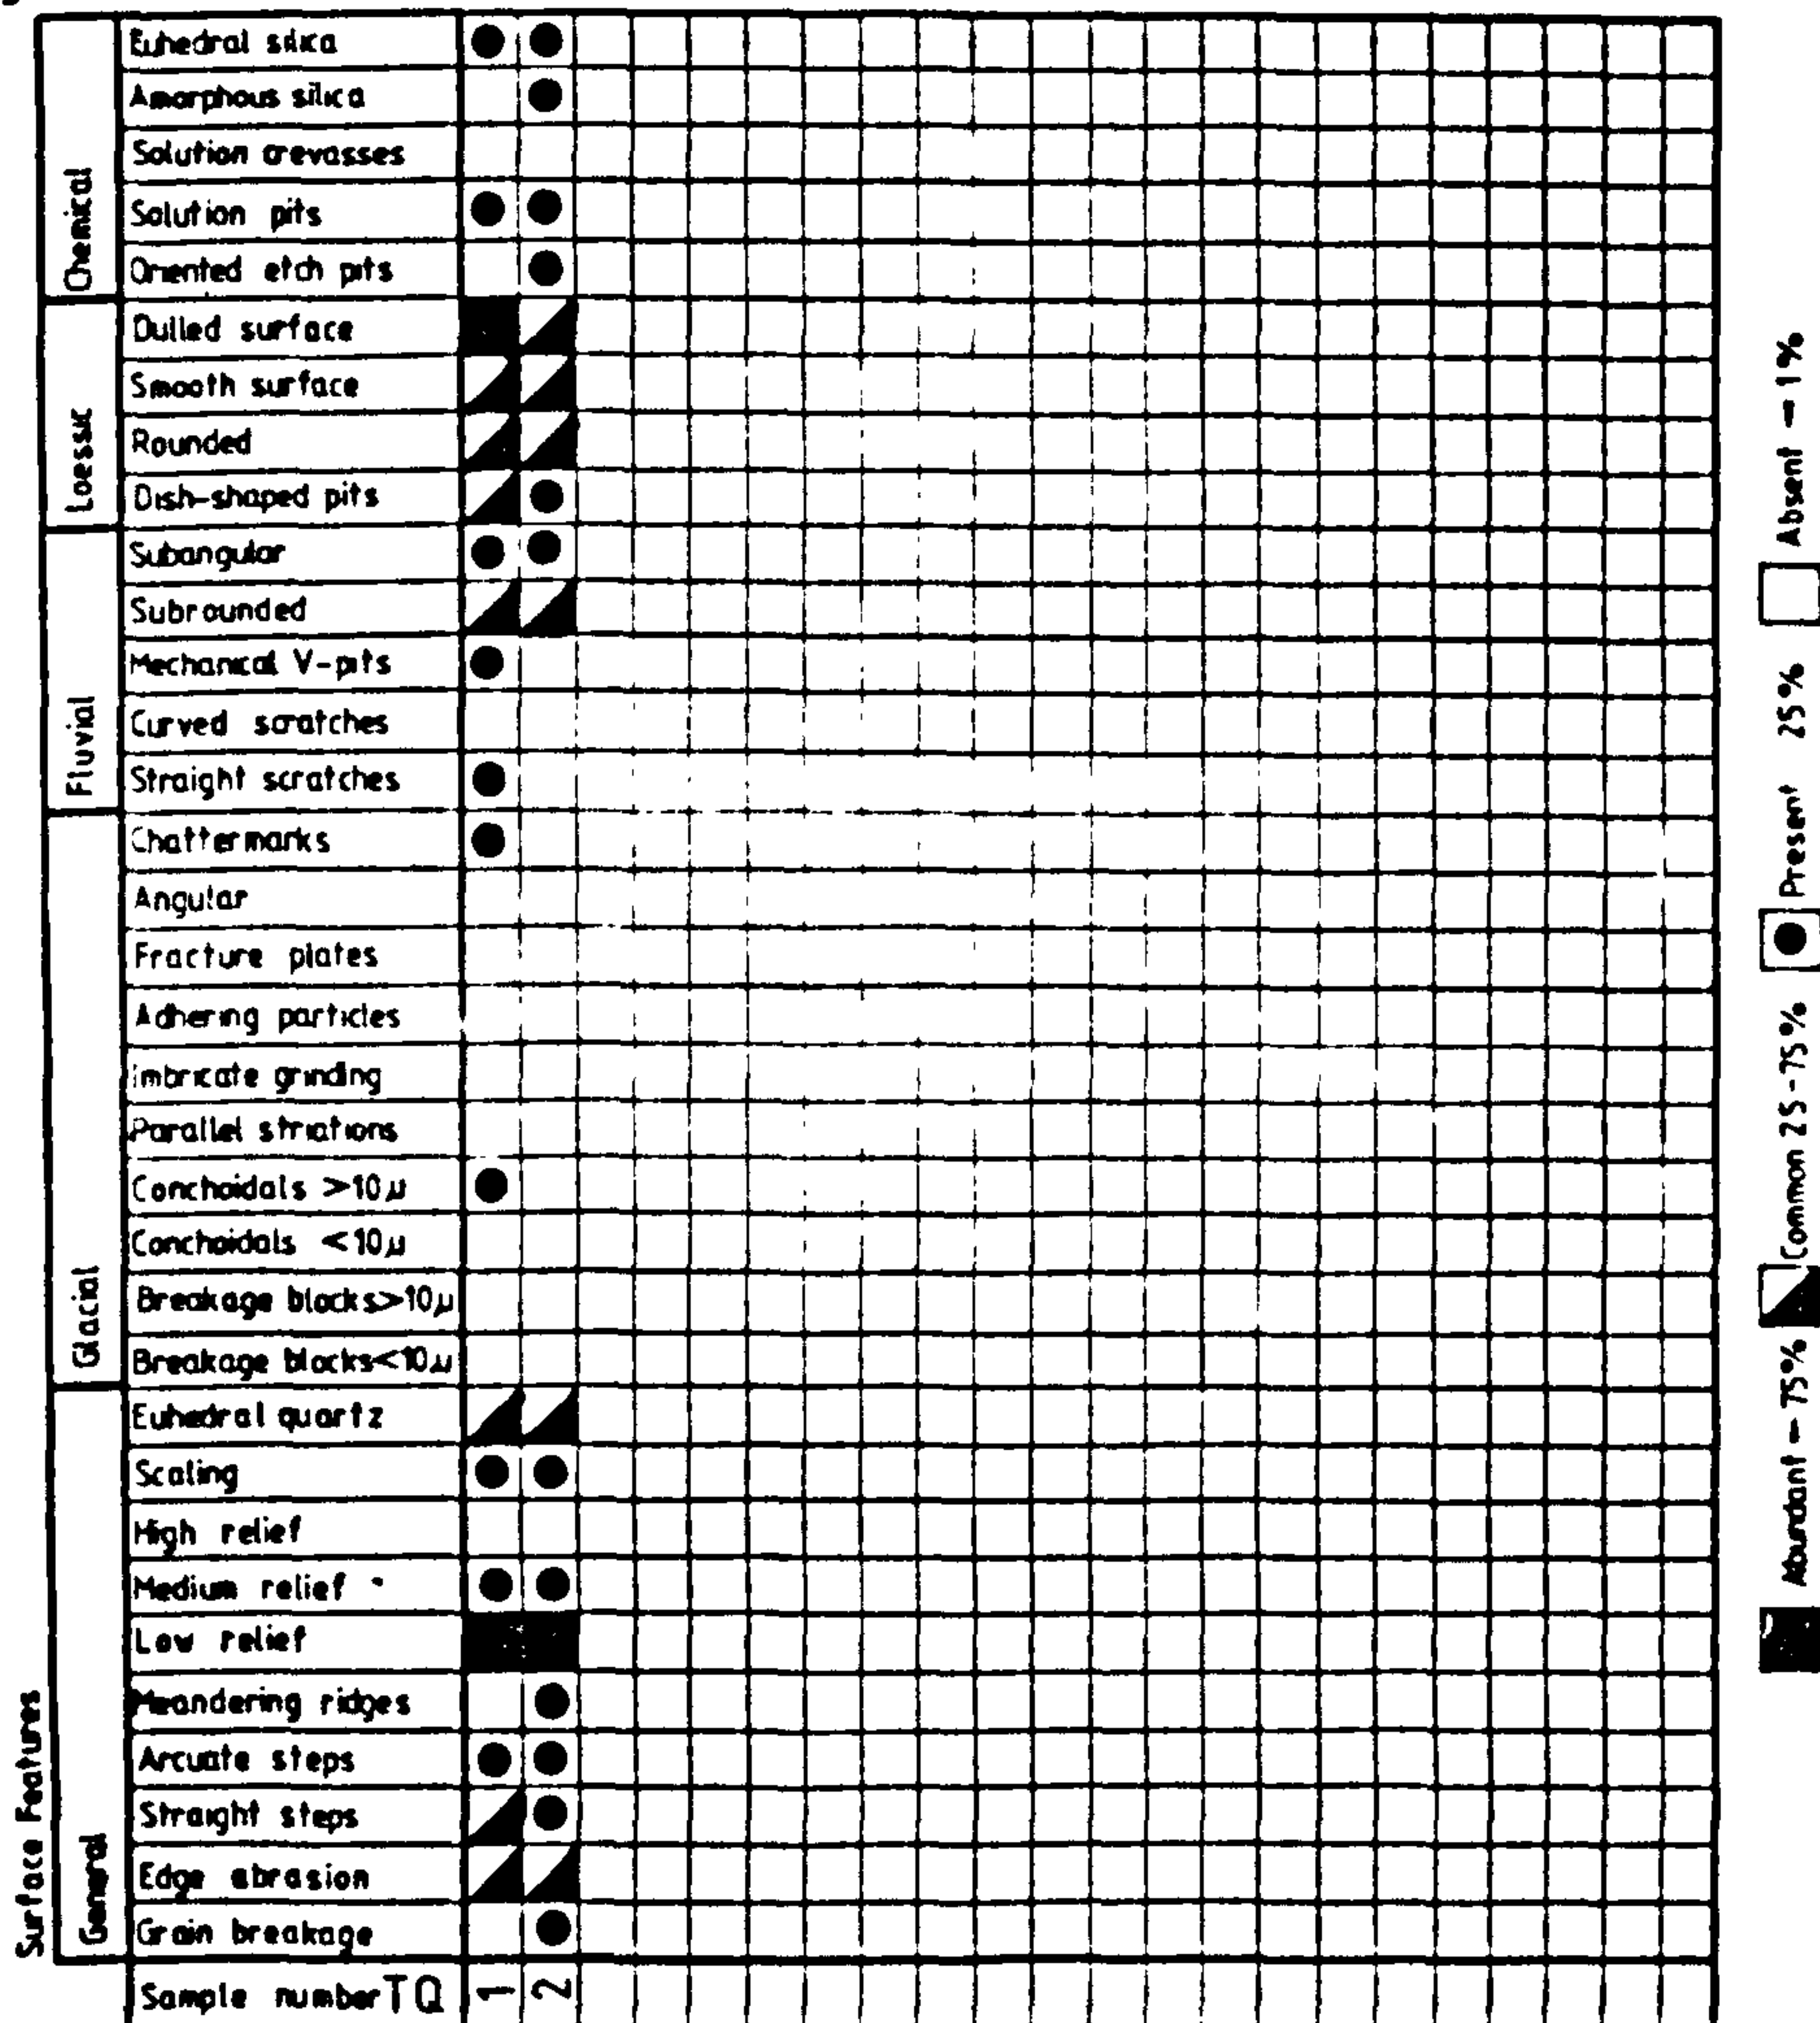 Euhedral silica
Amorphous silica
Solution crevasses
Solution pits
Oriented etch pits
Chemical
Dulled surface
Smooth surface
Rounded
Dish-shaped pits
Loessic
Subangular
Subrounded
Mechanical V-pits
Curved scratches
Straight scratches
Fluvial
Chattermarks
Angular
Fracture plates
Adhering particles
Imbricate grinding
Parallel striations
Conchoidals >10µ
Conchoidals <10µ
Breakage blocks>10µ
Breakage blocks<10µ
Glacial
Euhedral quartz
Scaling
High relief
Medium relief
Low relief
Meandering ridges
Arcuate steps
Straight steps
Edge abrasion
Grain breakage
General
Surface Features
Sample number TQ 1 2
Abundant - 75%
Common 25-75%
Present 25%
Absent - 1%